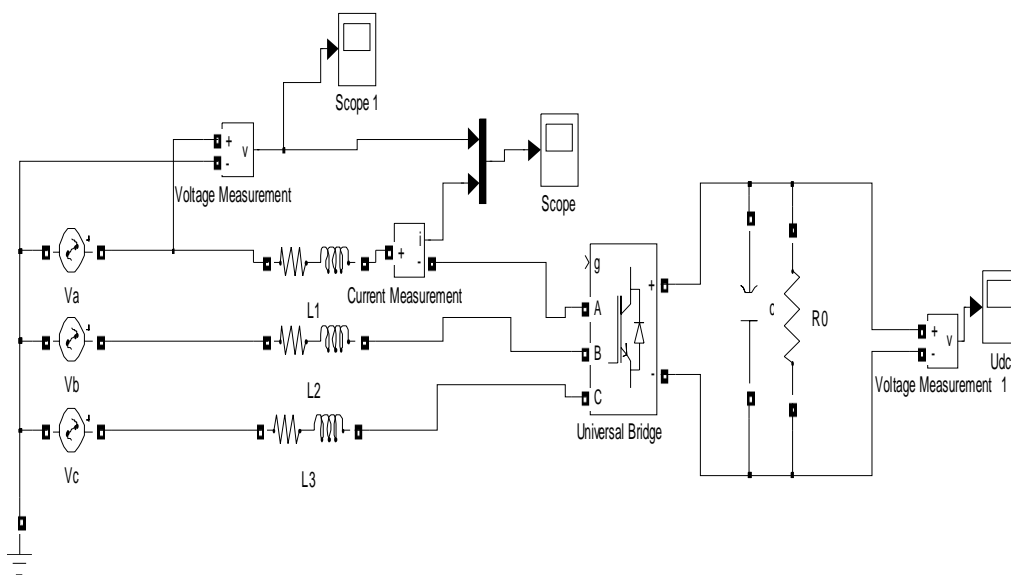 Scope 1
+
-
v
Voltage Measurement
Scope
i
+
-
Current Measurement
Va
L1
Vb
L2
Vc
L3
g
A
B
C
+
-
Universal Bridge
c
R0
+
-
v
Voltage Measurement 1
Udc